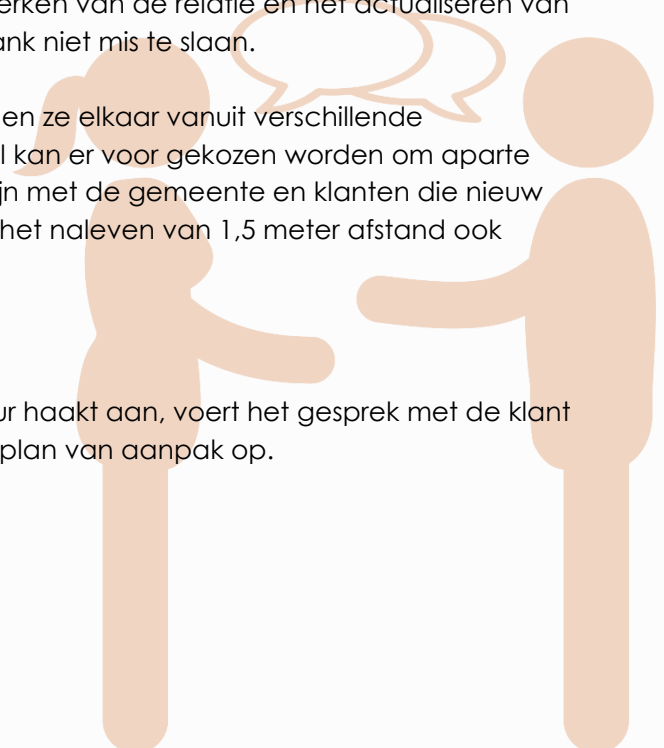 erken van de relatie en het actualiseren van
ank niet mis te slaan.
en ze elkaar vanuit verschillende
l kan er voor gekozen worden om aparte
ijn met de gemeente en klanten die nieuw
het naleven van 1,5 meter afstand ook
ur haakt aan, voert het gesprek met de klant
plan van aanpak op.